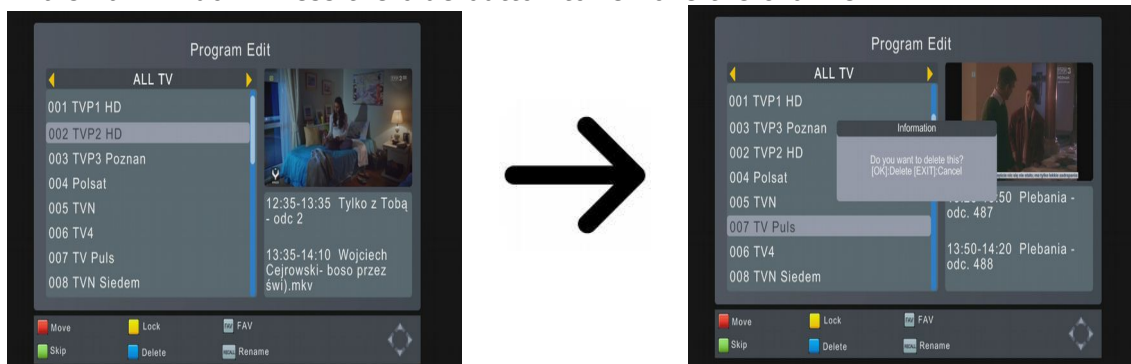 Program Edit
ALL TV
001 TVP1 HD
002 TVP2 HD
003 TVP3 Poznan
004 Polsat
005 TVN
006 TV4
007 TV Puls
008 TVN Siedem
12:35-13:35 Tylko z Tobą
- odc 2
13:35-14:10 Wojciech
Cejrowski- boso przez
świ).mkv
Move
Lock
FAV FAV
Skip
Delete
RECALL Rename
Program Edit
ALL TV
001 TVP1 HD
003 TVP3 Poznan
002 TVP2 HD
004 Polsat
005 TVN
007 TV Puls
006 TV4
008 TVN Siedem
Information
Do you want to delete this?
[OK]:Delete [EXIT]:Cancel
:50 Plebania -
odc. 487
13:50-14:20 Plebania -
odc. 488
Move
Lock
FAV FAV
Skip
Delete
RECALL Rename